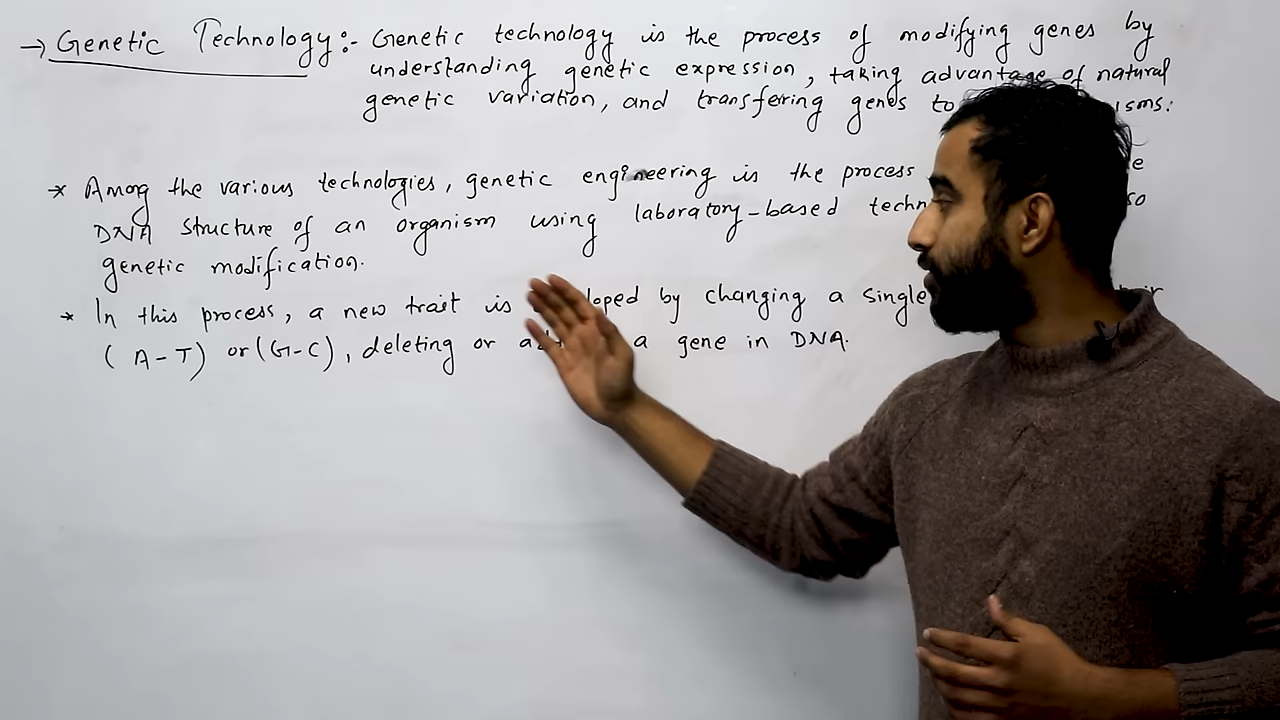 → Genetic Technology:- Genetic technology is the process of modifying genes by
understanding genetic expression, taking advantage of natural
genetic variation, and transferring genes to
* Among the various technologies, genetic engineering is the process
DNA structure of an organism using laboratory-based
genetic modification.
* In this process, a new trait is by changing a single
(A-T) or (G-C), deleting or a gene in DNA.